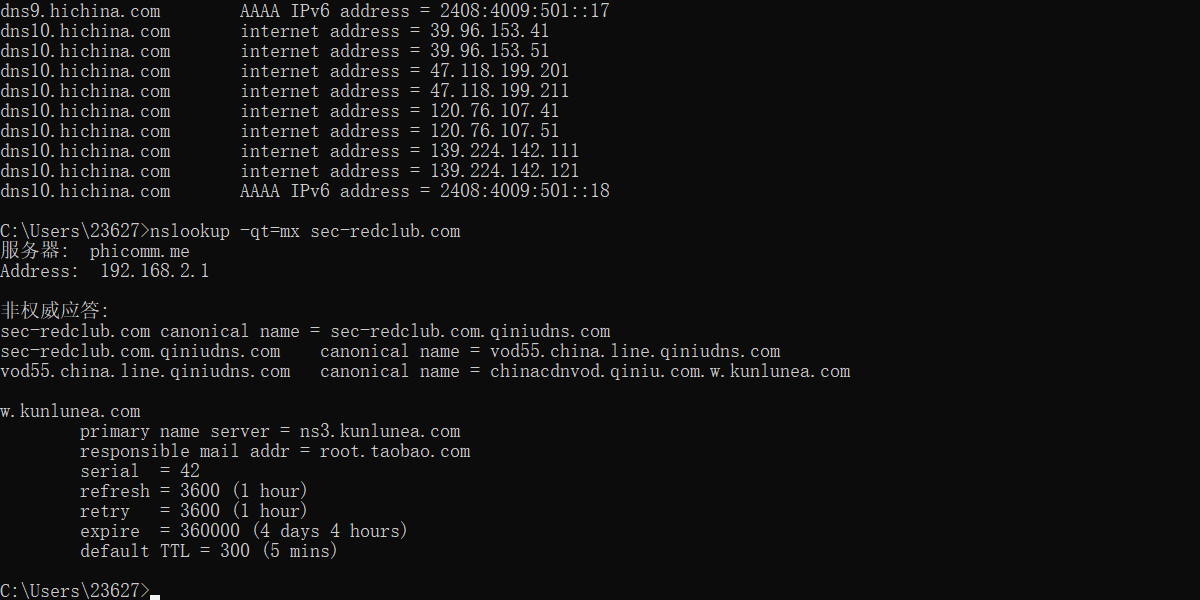 dns9.hichina.com        AAAA IPv6 address = 2408:4009:501::17
dns10.hichina.com       internet address = 39.96.153.41
dns10.hichina.com       internet address = 39.96.153.51
dns10.hichina.com       internet address = 47.118.199.201
dns10.hichina.com       internet address = 47.118.199.211
dns10.hichina.com       internet address = 120.76.107.41
dns10.hichina.com       internet address = 120.76.107.51
dns10.hichina.com       internet address = 139.224.142.111
dns10.hichina.com       internet address = 139.224.142.121
dns10.hichina.com       AAAA IPv6 address = 2408:4009:501::18
C:\Users\23627>nslookup -qt=mx sec-redclub.com
服务器:  phicomm.me
Address:  192.168.2.1
非权威应答:
sec-redclub.com canonical name = sec-redclub.com.qiniudns.com
sec-redclub.com.qiniudns.com    canonical name = vod55.china.line.qiniudns.com
vod55.china.line.qiniudns.com   canonical name = chinacdnvod.qiniu.com.w.kunlunea.com
w.kunlunea.com
        primary name server = ns3.kunlunea.com
        responsible mail addr = root.taobao.com
        serial  = 42
        refresh = 3600 (1 hour)
        retry   = 3600 (1 hour)
        expire  = 360000 (4 days 4 hours)
        default TTL = 300 (5 mins)
C:\Users\23627>